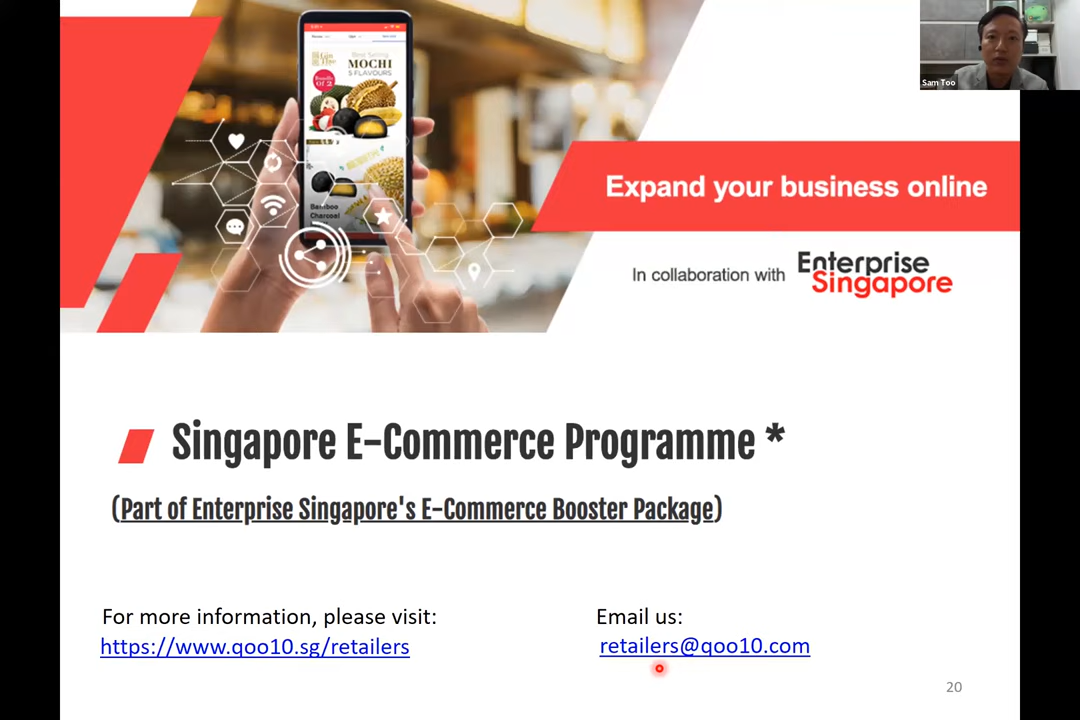 Sam Too
Best Selling
MOCHI
5 FLAVOURS
Bamboo
Charcoal
Expand your business online
In collaboration with
Enterprise
Singapore
Singapore E-Commerce Programme *
(Part of Enterprise Singapore's E-Commerce Booster Package)
For more information, please visit:
https://www.qoo10.sg/retailers
Email us:
retailers@qoo10.com
20